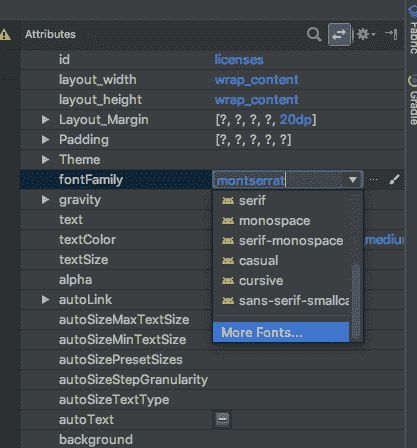 Attributes
id licenses
layout_width wrap_content
layout_height wrap_content
Layout_Margin [?, ?, ?, ?, 20dp]
Padding [?, ?, ?, ?, ?]
Theme
fontFamily montserrat
gravity serif
text monospace
textColor serif-monospace medium
textSize casual
alpha cursive
autoLink sans-serif-smallca
autoSizeMaxTextSize
autoSizeMinTextSize More Fonts...
autoSizePresetSizes
autoSizeStepGranularity
autoSizeTextType
autoText
background
Fabric
Gradle